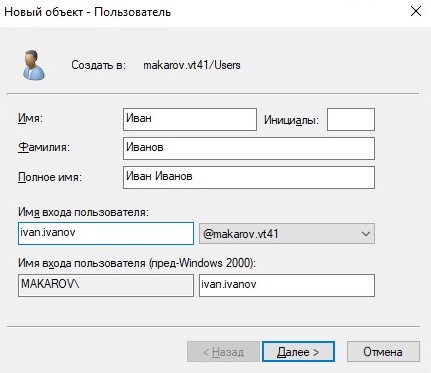 Новый объект - Пользователь
Создать в: makarov.vt41/Users
Имя: Иван Инициалы:
Фамилия: Иванов
Полное имя: Иван Иванов
Имя входа пользователя:
ivan.ivanov @makarov.vt41
Имя входа пользователя (пред-Windows 2000):
MAKAROV\ ivan.ivanov
< Назад Далее > Отмена